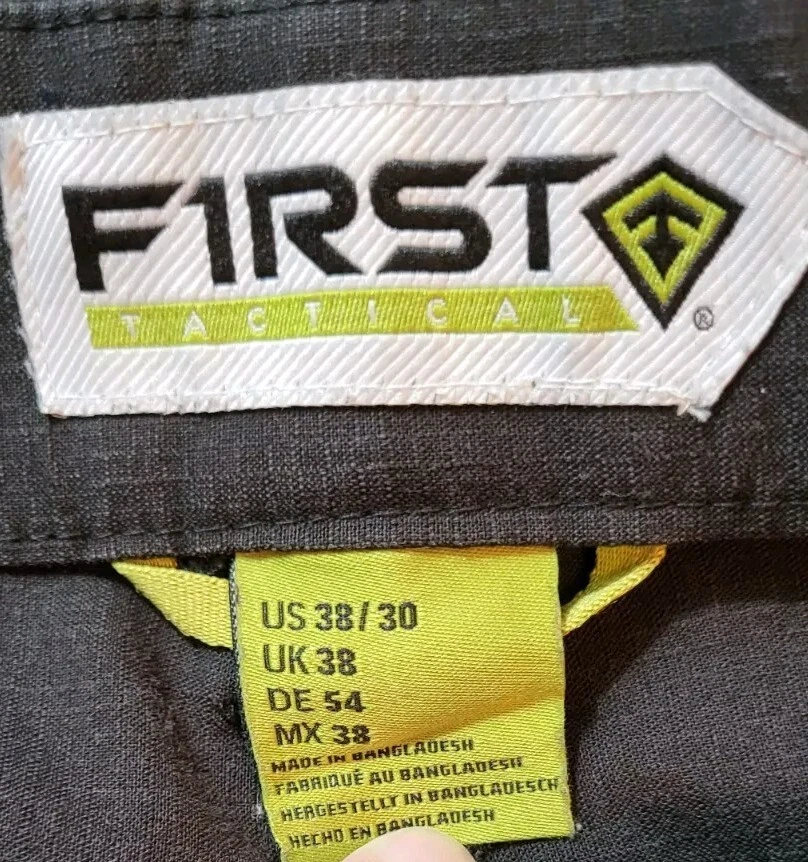 F1RST
TACTICAL
®
US 38/30
UK 38
DE 54
MX 38
MADE IN BANGLADESH
FABRIQUÉ AU BANGLADESH
HERGESTELLT IN BANGLADESCH
HECHO EN BANGLADESH